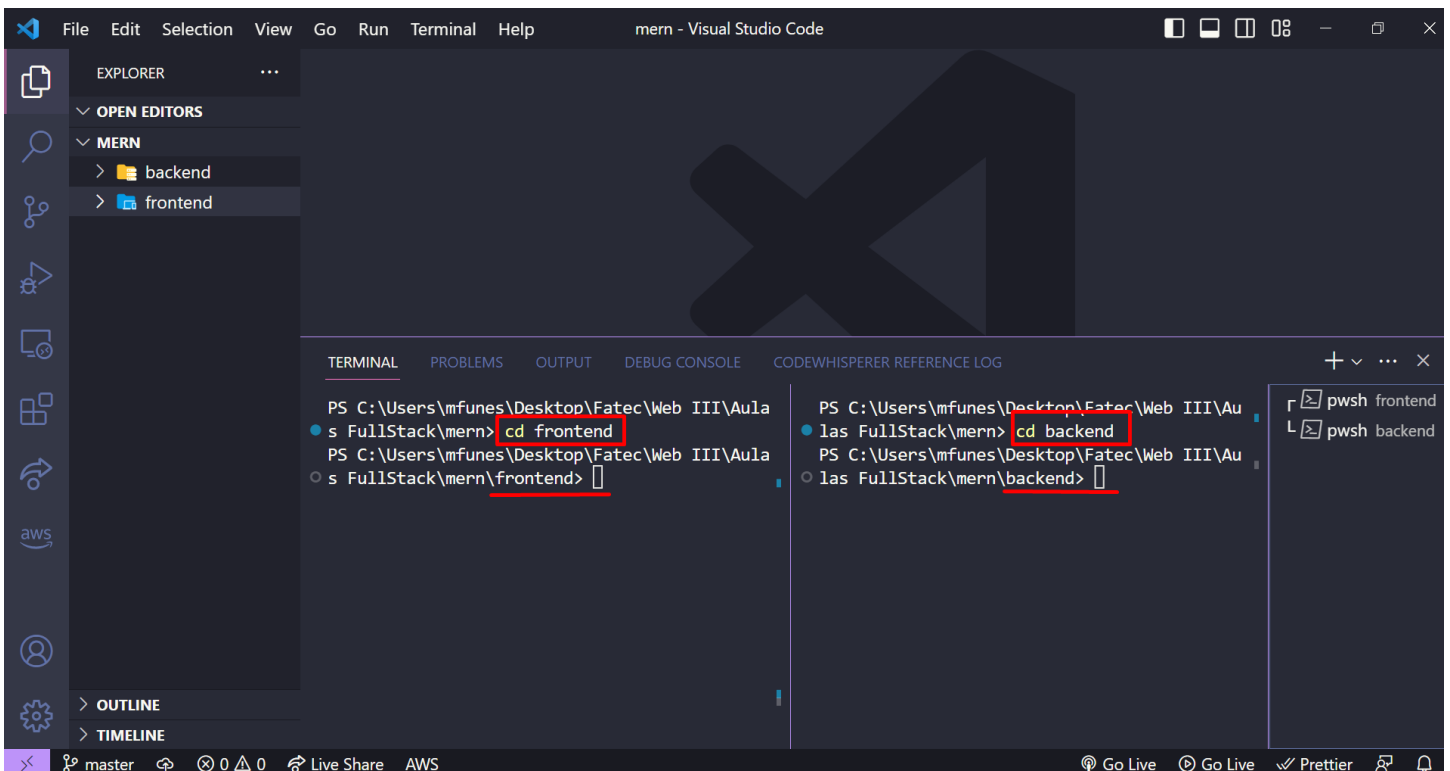 File Edit Selection View Go Run Terminal Help mern - Visual Studio Code
EXPLORER
OPEN EDITORS
MERN
backend
frontend
TERMINAL PROBLEMS OUTPUT DEBUG CONSOLE CODEWHISPERER REFERENCE LOG
PS C:\Users\mfunes\Desktop\Fatec\Web III\Aula
s FullStack\mern> cd frontend
PS C:\Users\mfunes\Desktop\Fatec\Web III\Aula
s FullStack\mern\frontend>
PS C:\Users\mfunes\Desktop\Fatec\Web III\Au
las FullStack\mern> cd backend
PS C:\Users\mfunes\Desktop\Fatec\Web III\Au
las FullStack\mern\backend>
pwsh frontend
pwsh backend
aws
OUTLINE
TIMELINE
master 0 0 Live Share AWS Go Live Go Live Prettier